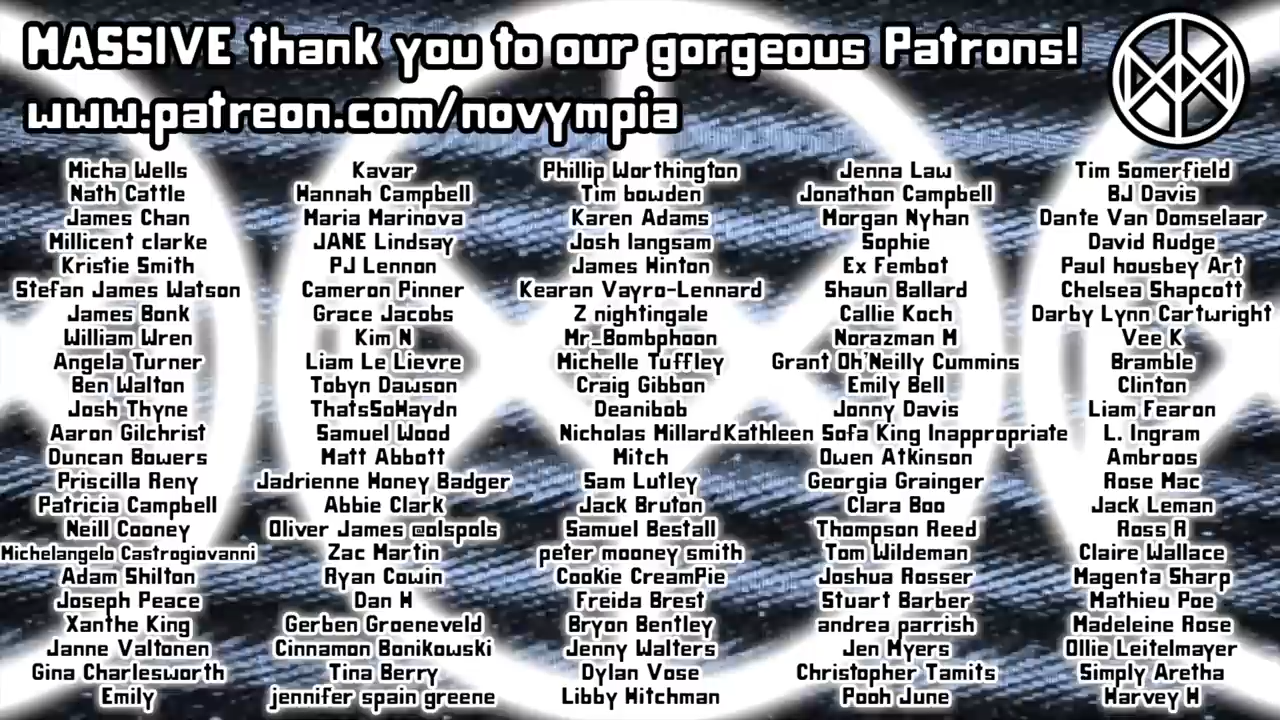 MASSIVE thank you to our gorgeous Patrons!
www.patreon.com/novympia
Micha Wells
Nath Cattle
James Chan
Millicent clarke
Kristie Smith
Stefan James Watson
James Bonk
William Wren
Angela Turner
Ben Walton
Josh Thyne
Aaron Gilchrist
Duncan Bowers
Priscilla Reny
Patricia Campbell
Neill Cooney
Michelangelo Castrogiovanni
Adam Shilton
Joseph Peace
Xanthe King
Janne Valtonen
Gina Charlesworth
Emily
Kavar
Hannah Campbell
Maria Marinova
JANE Lindsay
PJ Lennon
Cameron Pinner
Grace Jacobs
Kim N
Liam Le Lievre
Tobyn Dawson
ThatsSoHaydn
Samuel Wood
Matt Abbott
Jadrienne Honey Badger
Abbie Clark
Oliver James @olspols
Zac Martin
Ryan Cowin
Dan H
Gerben Groeneveld
Cinnamon Bonikowski
Tina Berry
jennifer spain greene
Phillip Worthington
Tim bowden
Karen Adams
Josh langsam
James Hinton
Kearan Vayro-Lennard
Z nightingale
Mr_Bombphoon
Michelle Tuffley
Craig Gibbon
Deanibob
Nicholas Millard
Mitch
Sam Lutley
Jack Bruton
Samuel Bestall
peter mooney smith
Cookie CreamPie
Freida Brest
Bryon Bentley
Jenny Walters
Dylan Vose
Libby Hitchman
Jenna Law
Jonathon Campbell
Morgan Nyhan
Sophie
Ex Fembot
Shaun Ballard
Callie Koch
Norazman M
Grant Oh'Neilly Cummins
Emily Bell
Jonny Davis
Kathleen Sofa King Inappropriate
Owen Atkinson
Georgia Grainger
Clara Boo
Thompson Reed
Tom Wildeman
Joshua Rosser
Stuart Barber
andrea parrish
Jen Myers
Christopher Tamits
Pooh June
Tim Somerfield
BJ Davis
Dante Van Domselaar
David Rudge
Paul housbey Art
Chelsea Shapcott
Darby Lynn Cartwright
Vee K
Bramble
Clinton
Liam Fearon
L. Ingram
Ambroos
Rose Mac
Jack Leman
Ross R
Claire Wallace
Magenta Sharp
Mathieu Poe
Madeleine Rose
Ollie Leitelmayer
Simply Aretha
Harvey H